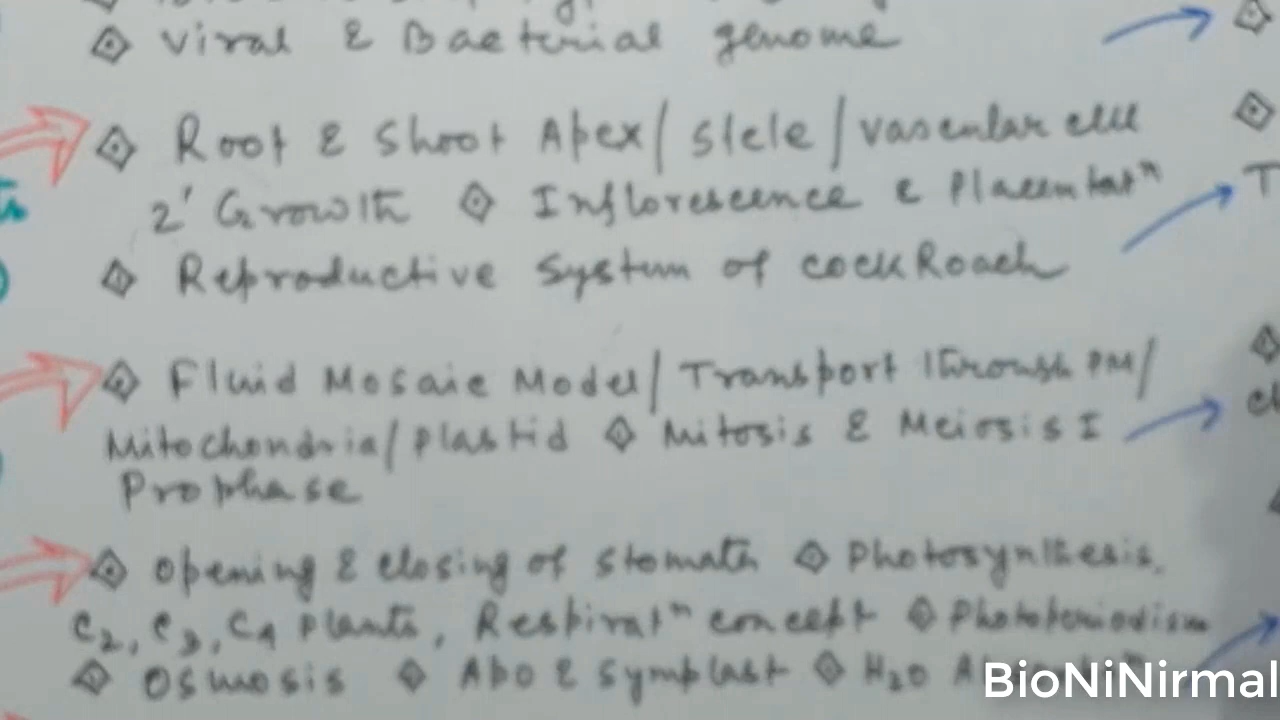 Viral & Bacterial genome
Root & Shoot Apex/ Stele/ vascular
2' Growth Inflorescence & Placentatⁿ
Reproductive System of cockRoach
Fluid Mosaic Model/ Transport through PM/
Mitochondria/ Plastid Mitosis & Meiosis I
Prophase
Opening & closing of stomata Photosynthesis,
C2, C3, C4 Plants, Respiratⁿ concept Photoperiodism
Osmosis Apo & Symplast H2O
BioNiNirmal